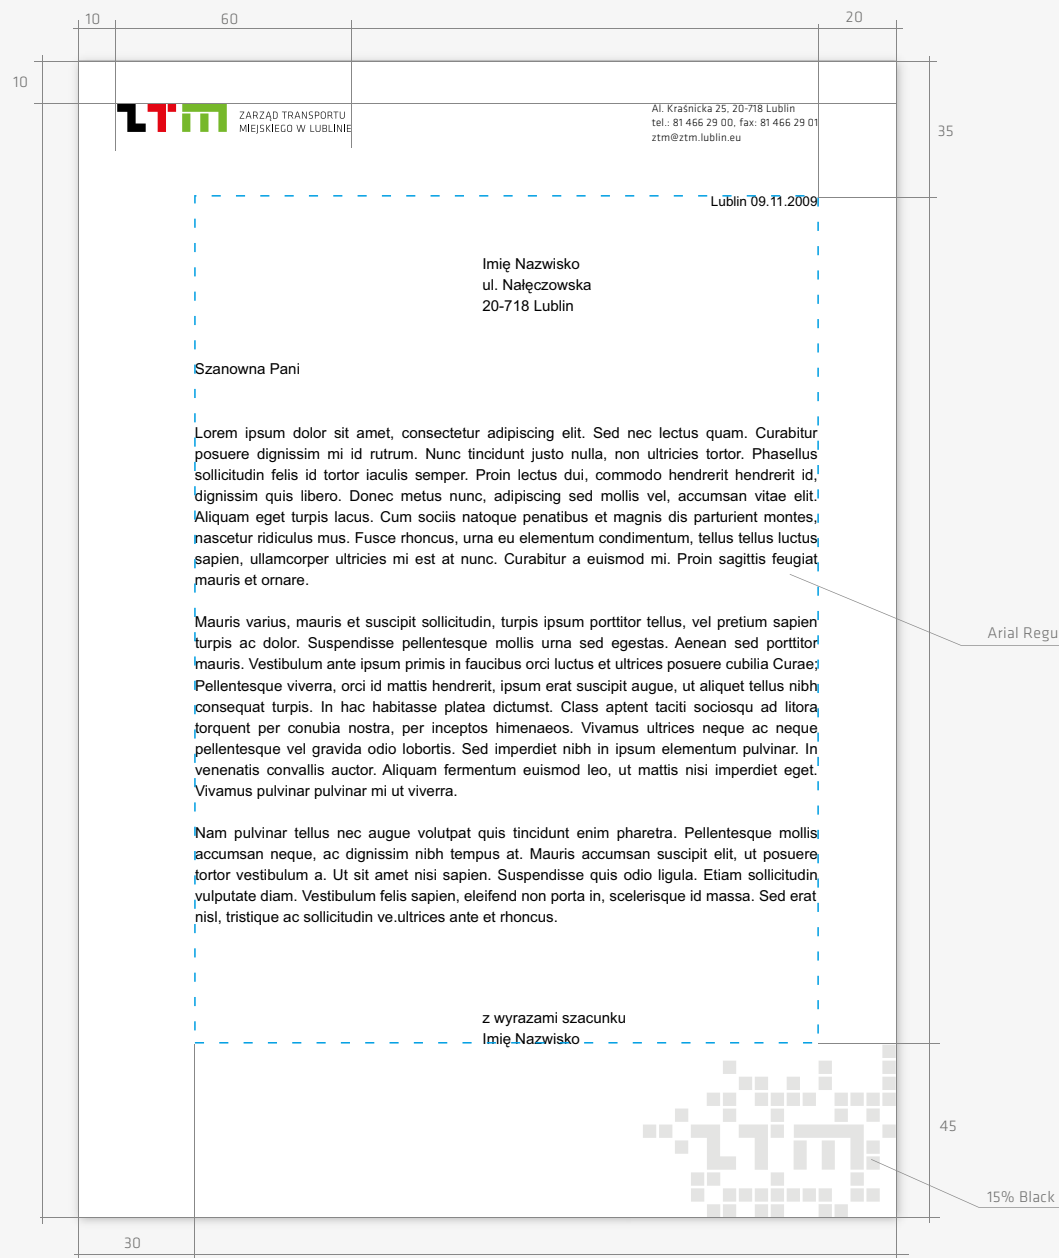 10 60 20
10
ztm ZARZĄD TRANSPORTU
MIEJSKIEGO W LUBLINIE
Al. Kraśnicka 25, 20-718 Lublin
tel.: 81 466 29 00, fax: 81 466 29 01
ztm@ztm.lublin.eu
35
Lublin 09.11.2009
Imię Nazwisko
ul. Nałęczowska
20-718 Lublin
Szanowna Pani
Lorem ipsum dolor sit amet, consectetur adipiscing elit. Sed nec lectus quam. Curabitur
posuere dignissim mi id rutrum. Nunc tincidunt justo nulla, non ultricies tortor. Phasellus
sollicitudin felis id tortor iaculis semper. Proin lectus dui, commodo hendrerit hendrerit id,
dignissim quis libero. Donec metus nunc, adipiscing sed mollis vel, accumsan vitae elit.
Aliquam eget turpis lacus. Cum sociis natoque penatibus et magnis dis parturient montes,
nascetur ridiculus mus. Fusce rhoncus, urna eu elementum condimentum, tellus tellus luctus
sapien, ullamcorper ultricies mi est at nunc. Curabitur a euismod mi. Proin sagittis feugiat
mauris et ornare.
Arial Regu
Mauris varius, mauris et suscipit sollicitudin, turpis ipsum porttitor tellus, vel pretium sapien
turpis ac dolor. Suspendisse pellentesque mollis urna sed egestas. Aenean sed porttitor
mauris. Vestibulum ante ipsum primis in faucibus orci luctus et ultrices posuere cubilia Curae;
Pellentesque viverra, orci id mattis hendrerit, ipsum erat suscipit augue, ut aliquet tellus nibh
consequat turpis. In hac habitasse platea dictumst. Class aptent taciti sociosqu ad litora
torquent per conubia nostra, per inceptos himenaeos. Vivamus ultrices neque ac neque
pellentesque vel gravida odio lobortis. Sed imperdiet nibh in ipsum elementum pulvinar. In
venenatis convallis auctor. Aliquam fermentum euismod leo, ut mattis nisi imperdiet eget.
Vivamus pulvinar pulvinar mi ut viverra.
Nam pulvinar tellus nec augue volutpat quis tincidunt enim pharetra. Pellentesque mollis
accumsan neque, ac dignissim nibh tempus at. Mauris accumsan suscipit elit, ut posuere
tortor vestibulum a. Ut sit amet nisi sapien. Suspendisse quis odio ligula. Etiam sollicitudin
vulputate diam. Vestibulum felis sapien, eleifend non porta in, scelerisque id massa. Sed erat
nisl, tristique ac sollicitudin ve.ultrices ante et rhoncus.
z wyrazami szacunku
Imię Nazwisko
45
ztm
15% Black
30